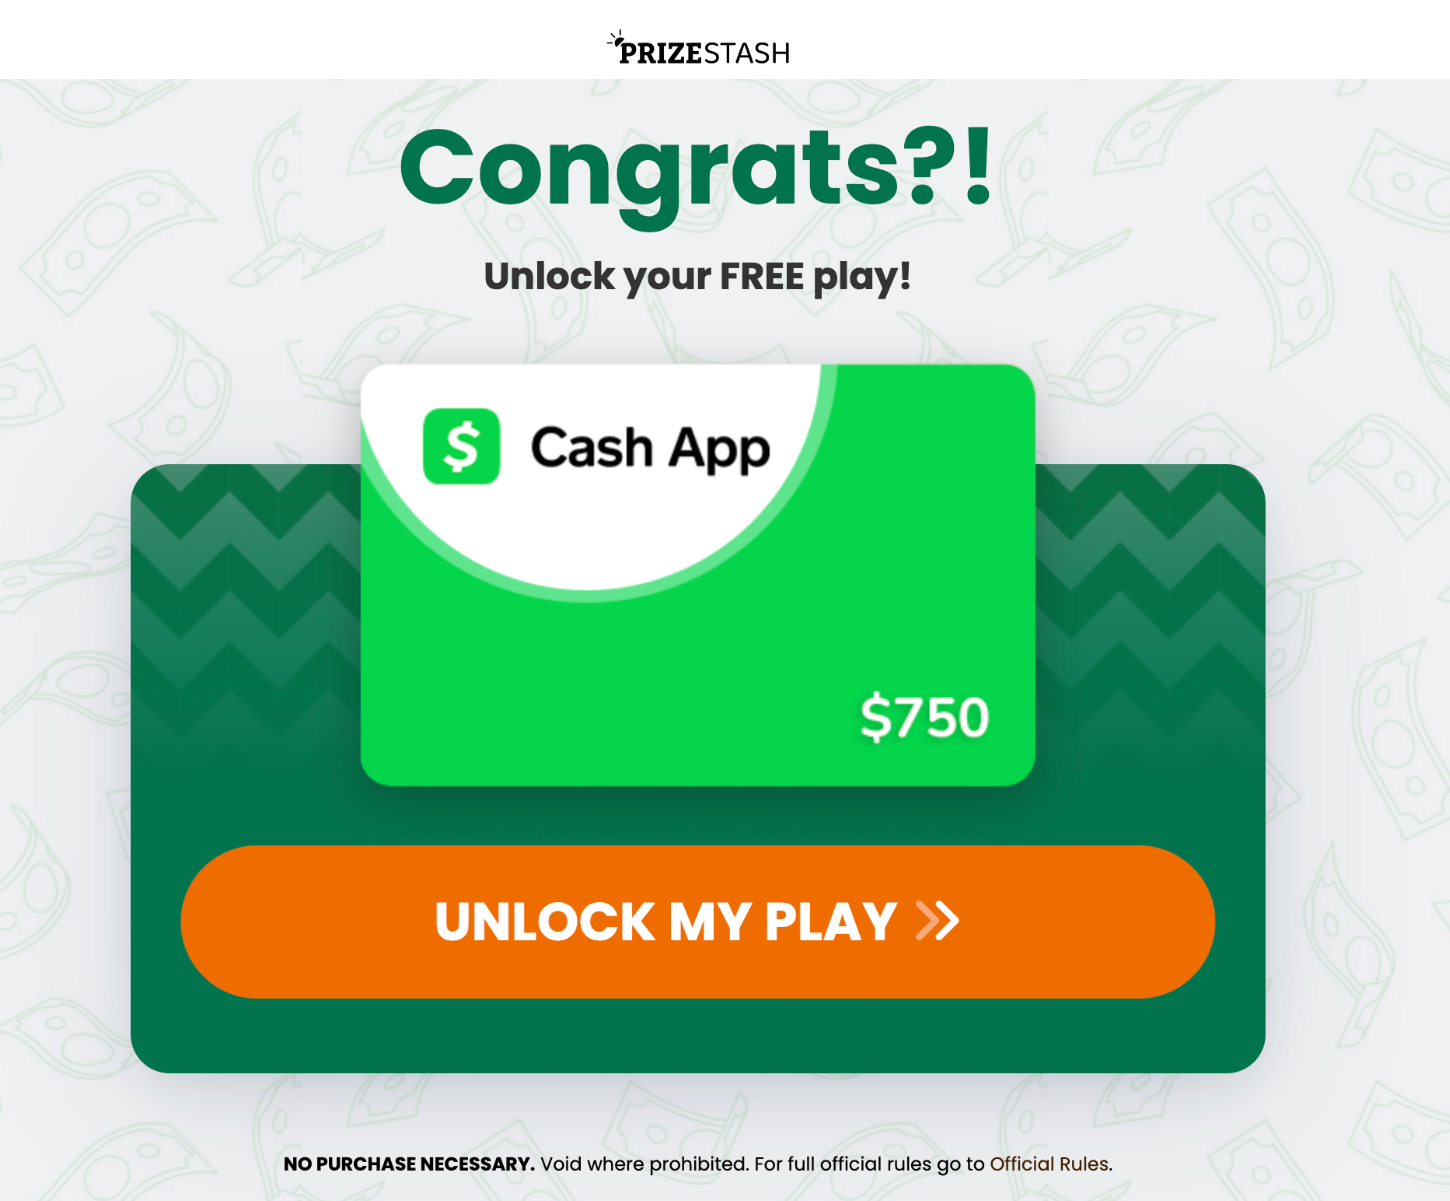 PRIZESTASH
Congrats?!
Unlock your FREE play!
$ Cash App
$750
UNLOCK MY PLAY
NO PURCHASE NECESSARY. Void where prohibited. For full official rules go to Official Rules.